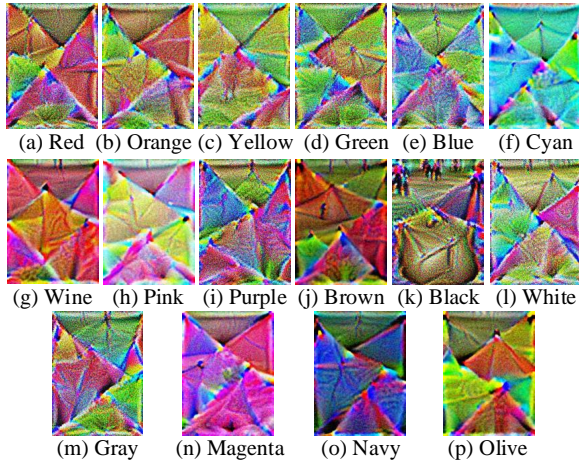 (a) Red (b) Orange (c) Yellow (d) Green (e) Blue (f) Cyan
(g) Wine (h) Pink (i) Purple (j) Brown (k) Black (l) White
(m) Gray (n) Magenta (o) Navy (p) Olive